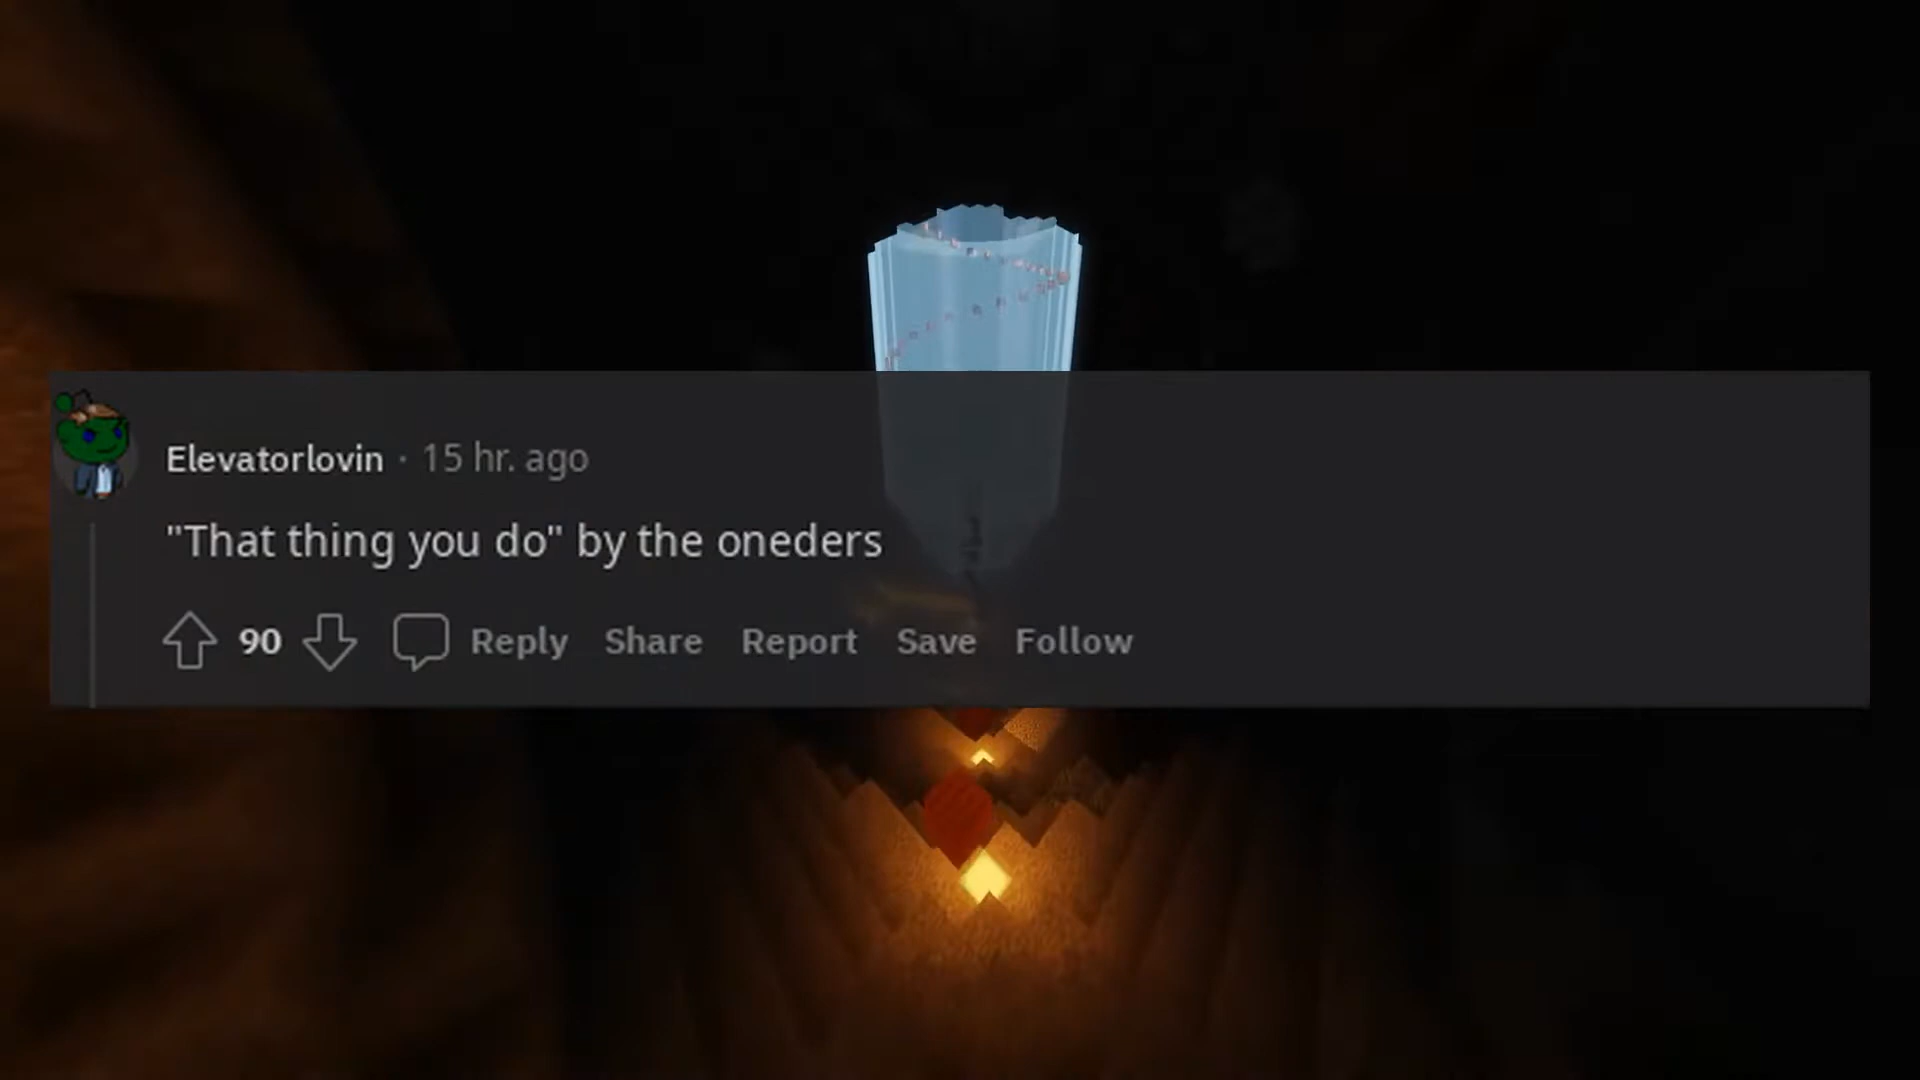 Elevatorlovin · 15 hr. ago
"That thing you do" by the oneders
90 Reply Share Report Save Follow